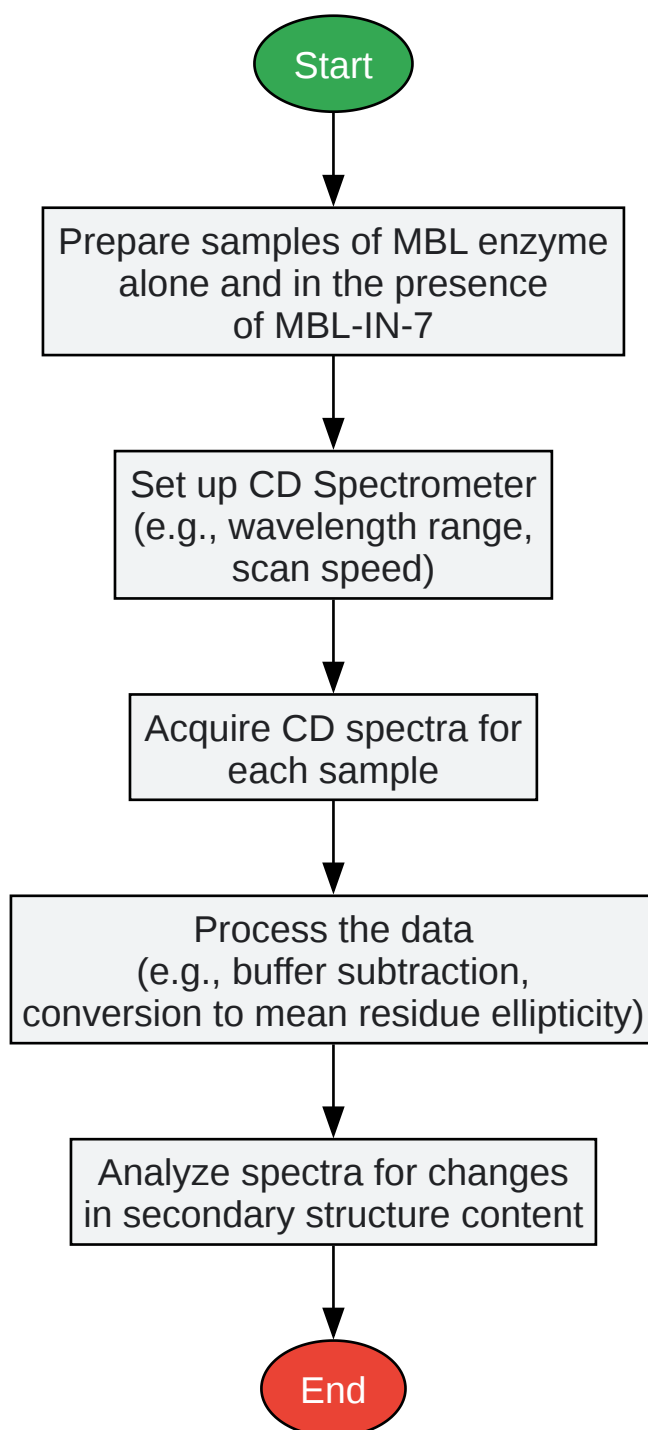 Start
Prepare samples of MBL enzyme
alone and in the presence
of MBL-IN-7
Set up CD Spectrometer
(e.g., wavelength range,
scan speed)
Acquire CD spectra for
each sample
Process the data
(e.g., buffer subtraction,
conversion to mean residue ellipticity)
Analyze spectra for changes
in secondary structure content
End